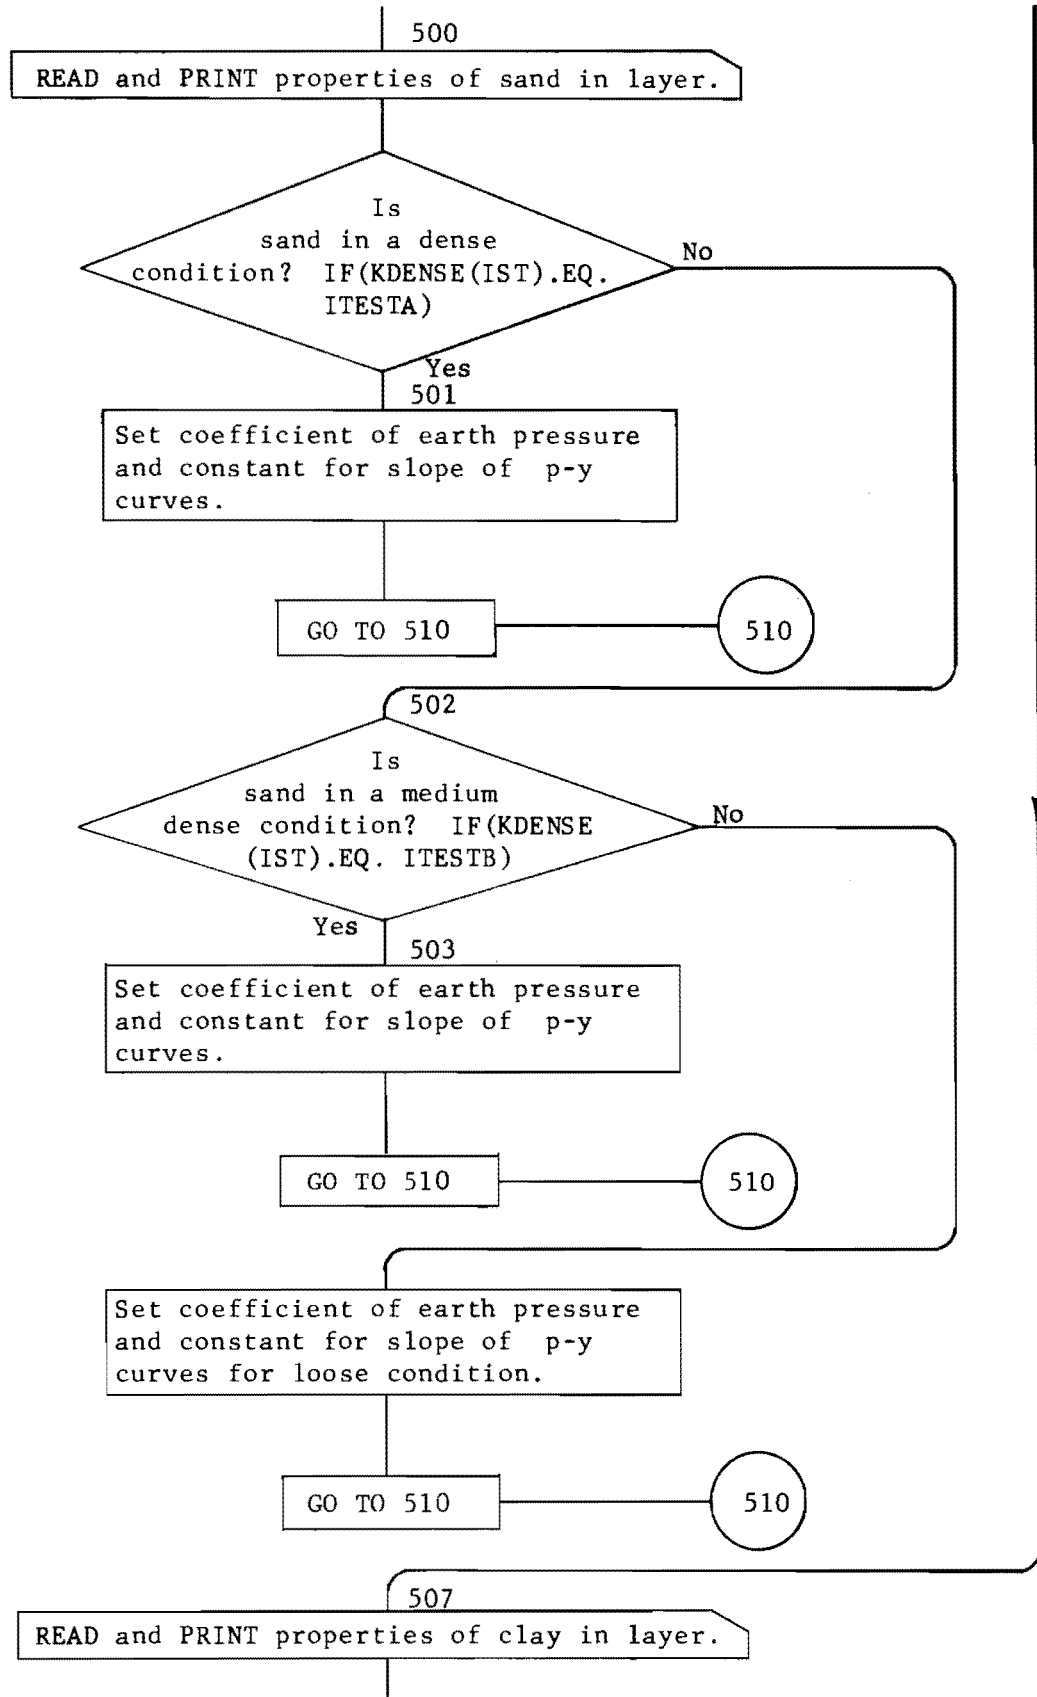 500
READ and PRINT properties of sand in layer.
Is
sand in a dense
condition? IF(KDENSE(IST).EQ.
ITESTA)
No
Yes
501
Set coefficient of earth pressure
and constant for slope of p-y
curves.
GO TO 510
510
502
Is
sand in a medium
dense condition? IF(KDENSE
(IST).EQ. ITESTB)
No
Yes
503
Set coefficient of earth pressure
and constant for slope of p-y
curves.
GO TO 510
510
Set coefficient of earth pressure
and constant for slope of p-y
curves for loose condition.
GO TO 510
510
507
READ and PRINT properties of clay in layer.